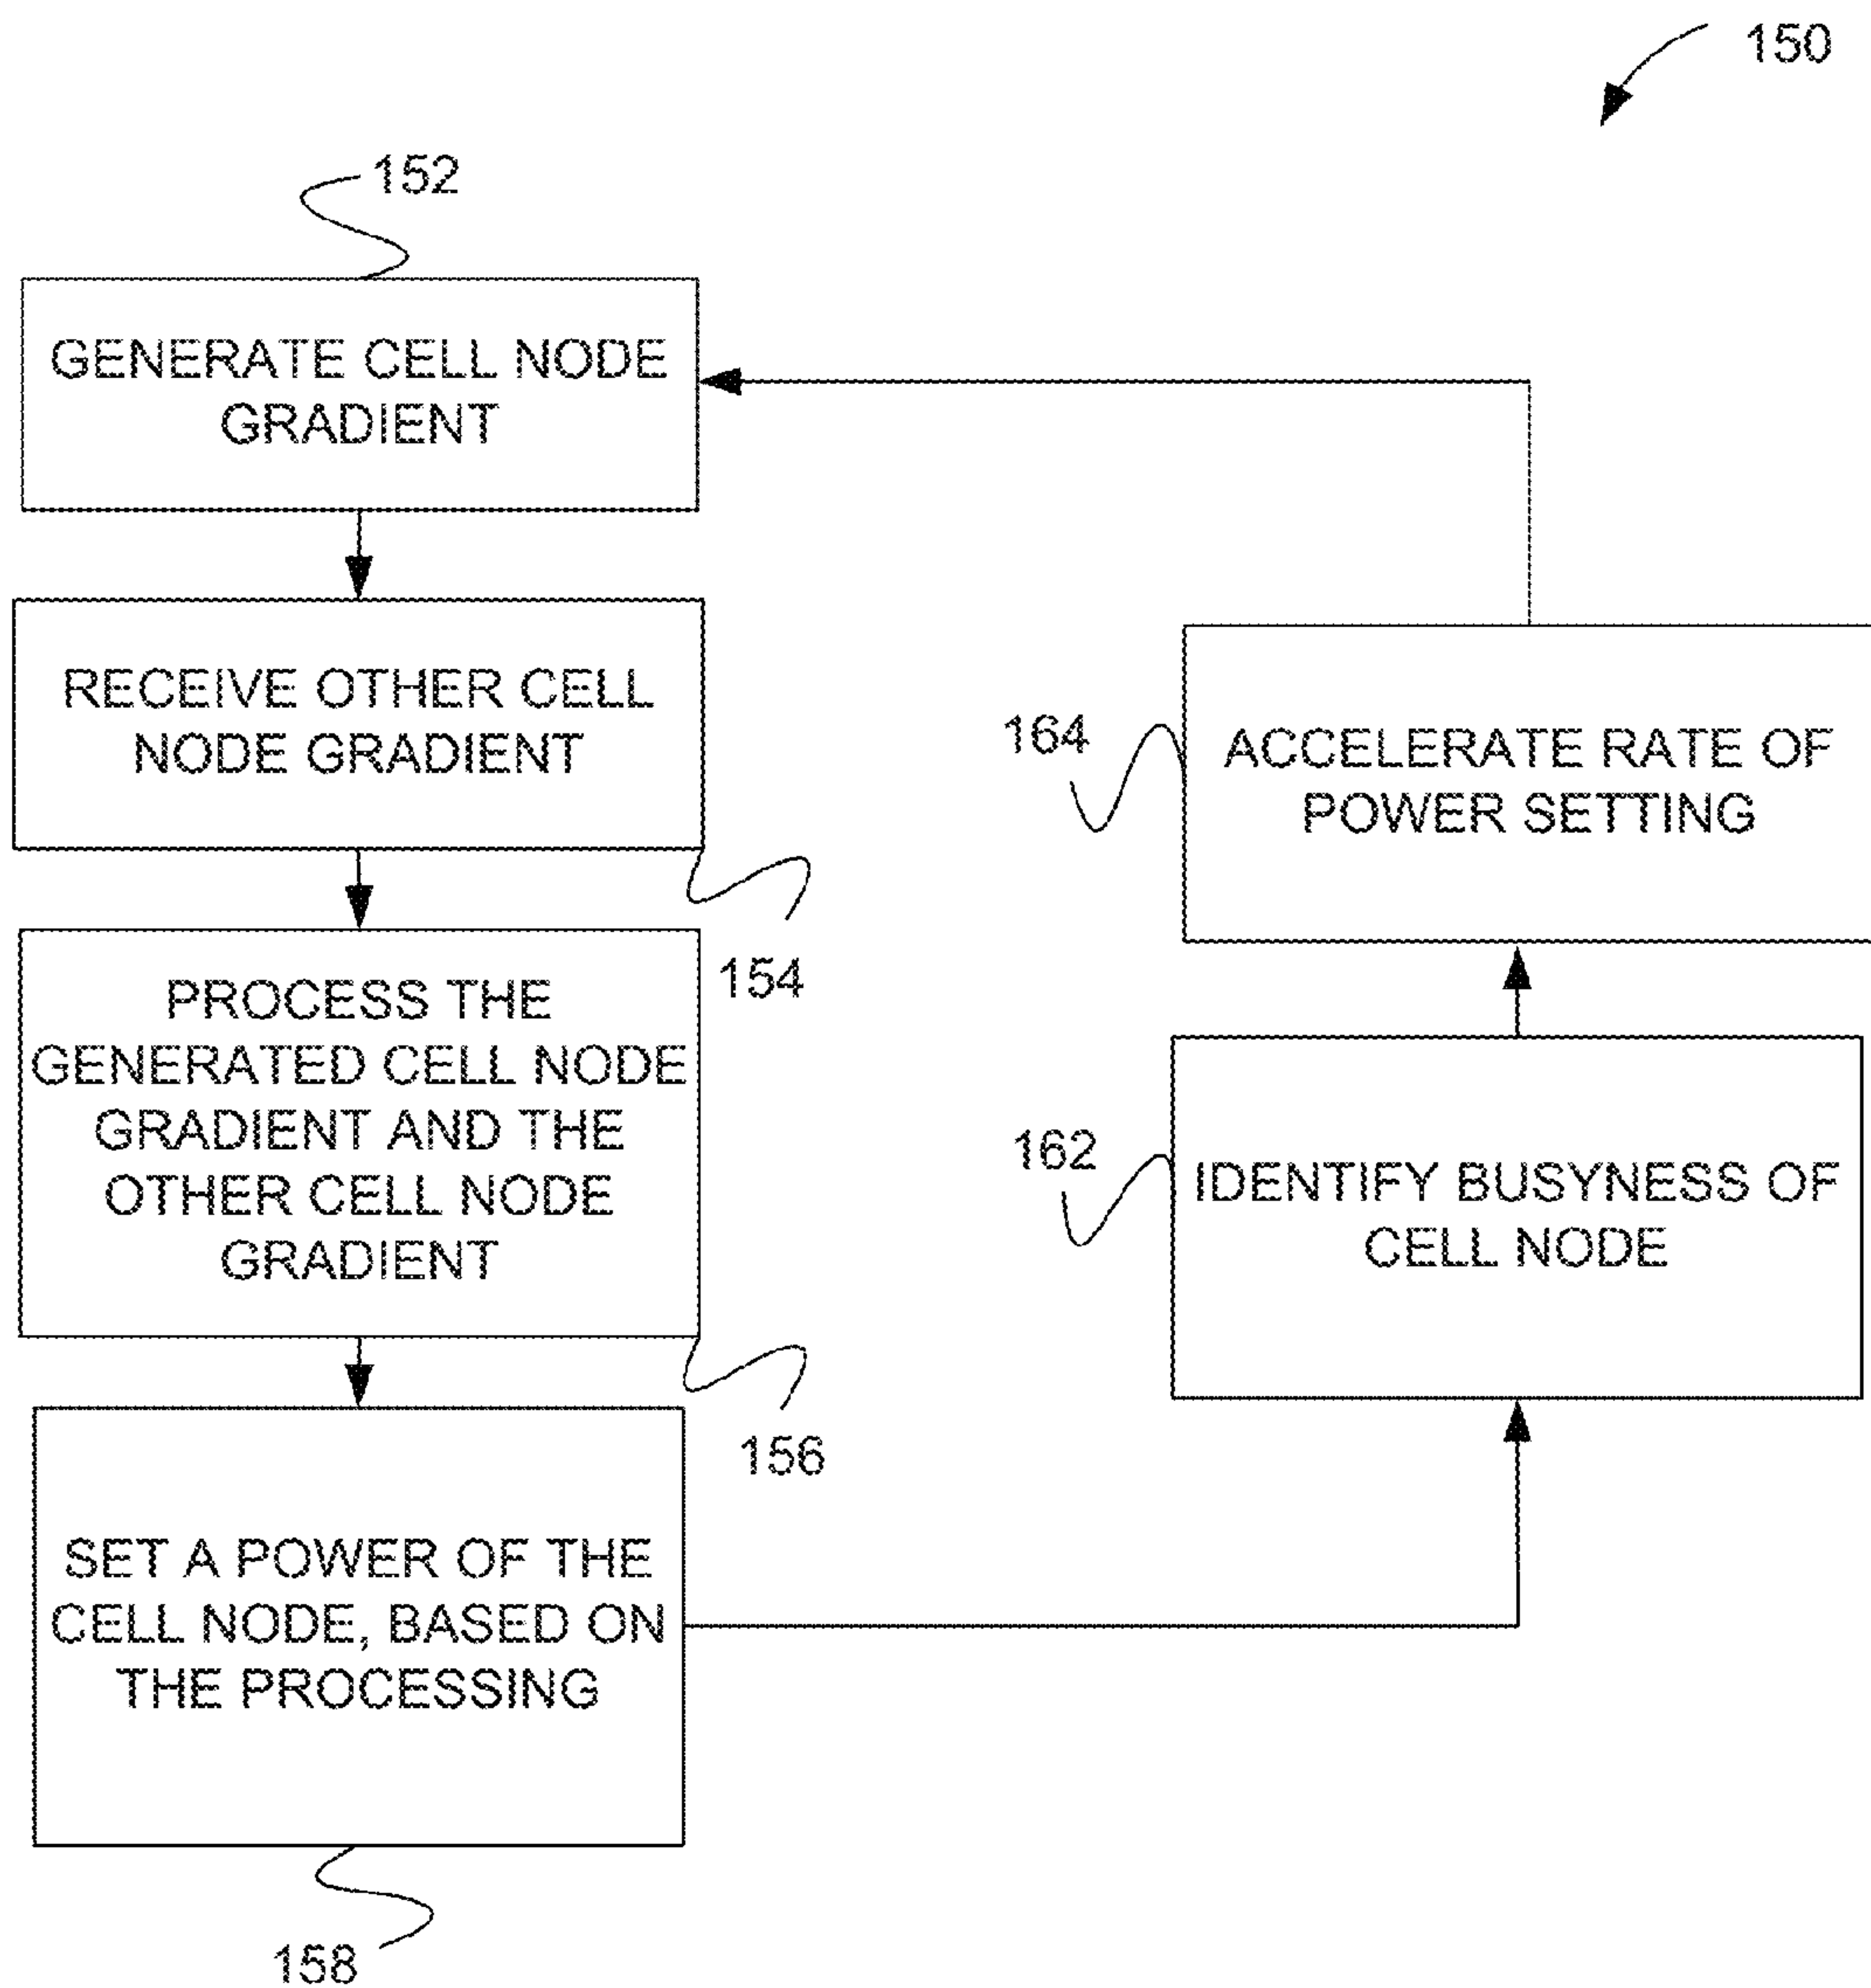 150
152
GENERATE CELL NODE
GRADIENT
RECEIVE OTHER CELL
NODE GRADIENT
154
PROCESS THE
GENERATED CELL NODE
GRADIENT AND THE
OTHER CELL NODE
GRADIENT
156
SET A POWER OF THE
CELL NODE, BASED ON
THE PROCESSING
158
164
ACCELERATE RATE OF
POWER SETTING
162
IDENTIFY BUSYNESS OF
CELL NODE